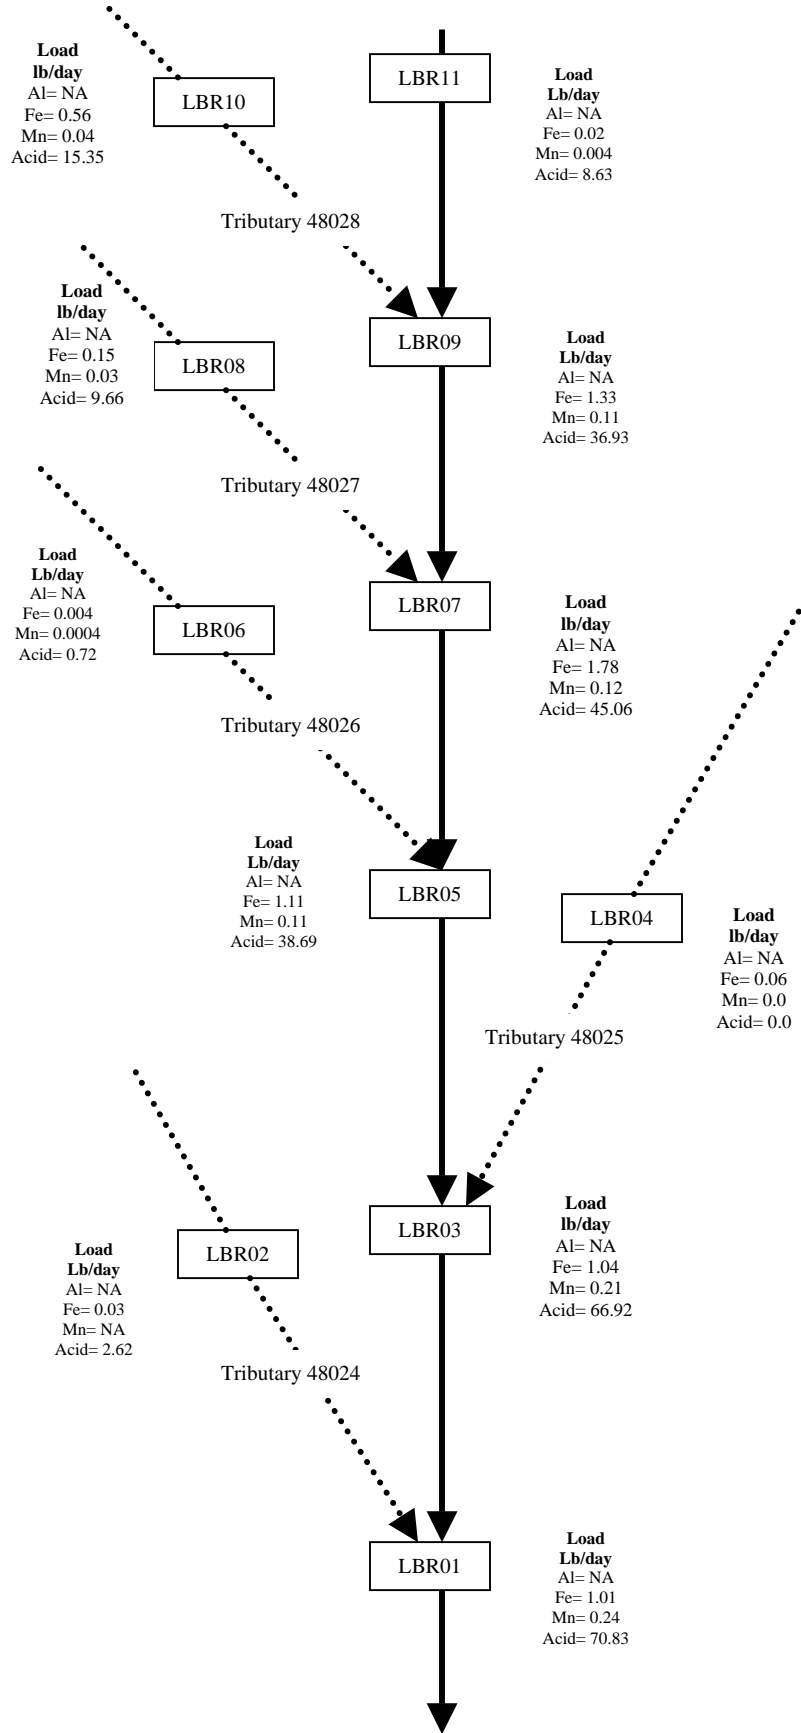 Load
lb/day
Al= NA
Fe= 0.56
Mn= 0.04
Acid= 15.35
LBR10
LBR11
Load
Lb/day
Al= NA
Fe= 0.02
Mn= 0.004
Acid= 8.63
Tributary 48028
Load
lb/day
Al= NA
Fe= 0.15
Mn= 0.03
Acid= 9.66
LBR08
LBR09
Load
Lb/day
Al= NA
Fe= 1.33
Mn= 0.11
Acid= 36.93
Tributary 48027
Load
Lb/day
Al= NA
Fe= 0.004
Mn= 0.0004
Acid= 0.72
LBR06
LBR07
Load
lb/day
Al= NA
Fe= 1.78
Mn= 0.12
Acid= 45.06
Tributary 48026
Load
Lb/day
Al= NA
Fe= 1.11
Mn= 0.11
Acid= 38.69
LBR05
LBR04
Load
lb/day
Al= NA
Fe= 0.06
Mn= 0.0
Acid= 0.0
Tributary 48025
Load
Lb/day
Al= NA
Fe= 0.03
Mn= NA
Acid= 2.62
LBR02
LBR03
Load
lb/day
Al= NA
Fe= 1.04
Mn= 0.21
Acid= 66.92
Tributary 48024
LBR01
Load
Lb/day
Al= NA
Fe= 1.01
Mn= 0.24
Acid= 70.83